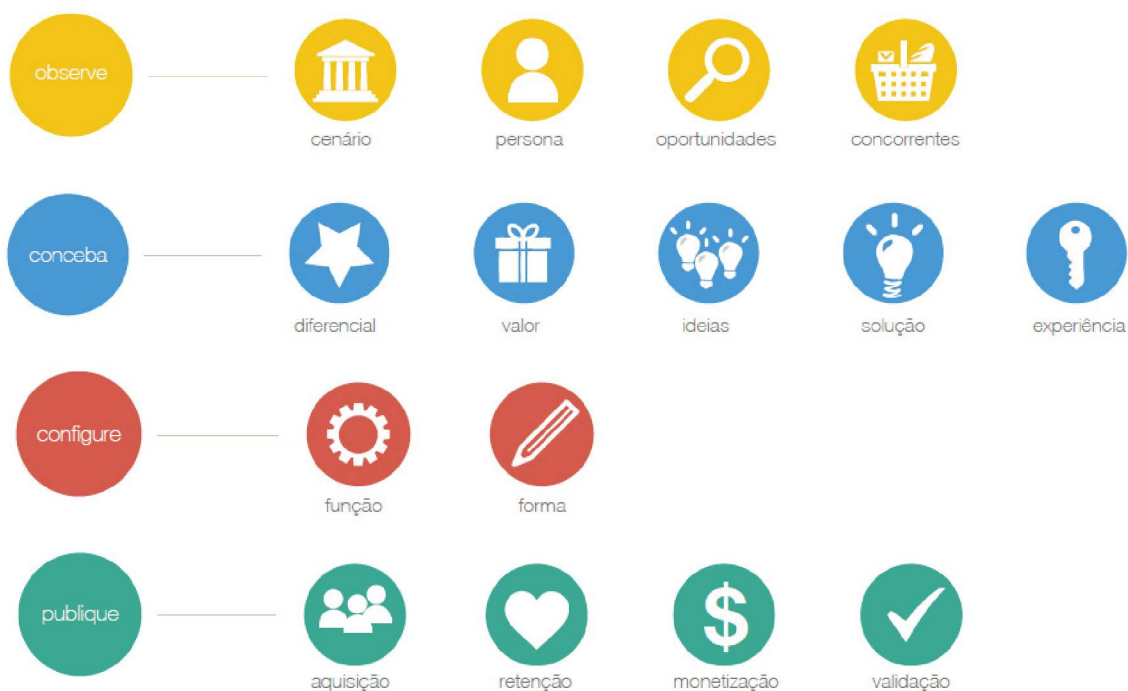 observe
cenário
persona
oportunidades
concorrentes
conceba
diferencial
valor
ideias
solução
experiência
configure
função
forma
publique
aquisição
retenção
$
monetização
validação